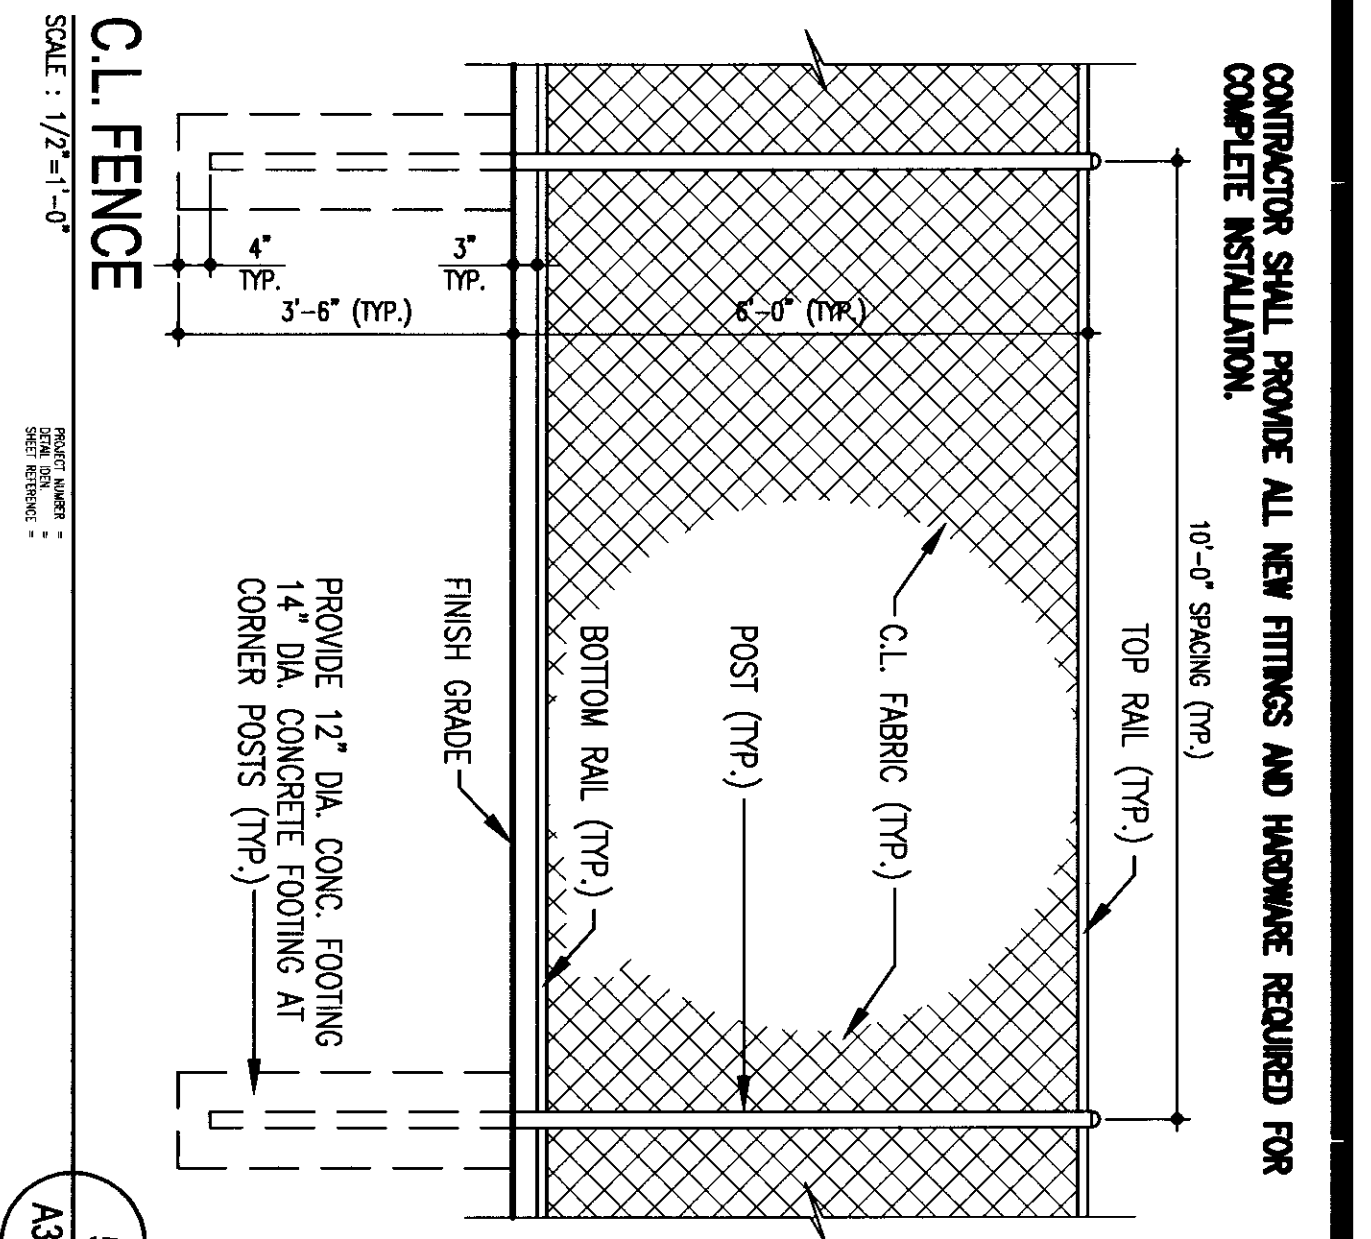 CONTRACTOR SHALL PROVIDE ALL NEW FITTINGS AND HARDWARE REQUIRED FOR
COMPLETE INSTALLATION.
10'-0" SPACING (TYP.)
TOP RAIL (TYP.)
6'-0" (TYP.)
C.L. FABRIC (TYP.)
POST (TYP.)
BOTTOM RAIL (TYP.)
3"
TYP.
FINISH GRADE
4"
TYP.
3'-6" (TYP.)
PROVIDE 12" DIA. CONC. FOOTING
14" DIA. CONCRETE FOOTING AT
CORNER POSTS (TYP.)
C.L. FENCE
SCALE : 1/2"=1'-0"
PROJECT NUMBER =
DETAIL IDEN. =
SHEET REFERENCE =
A3